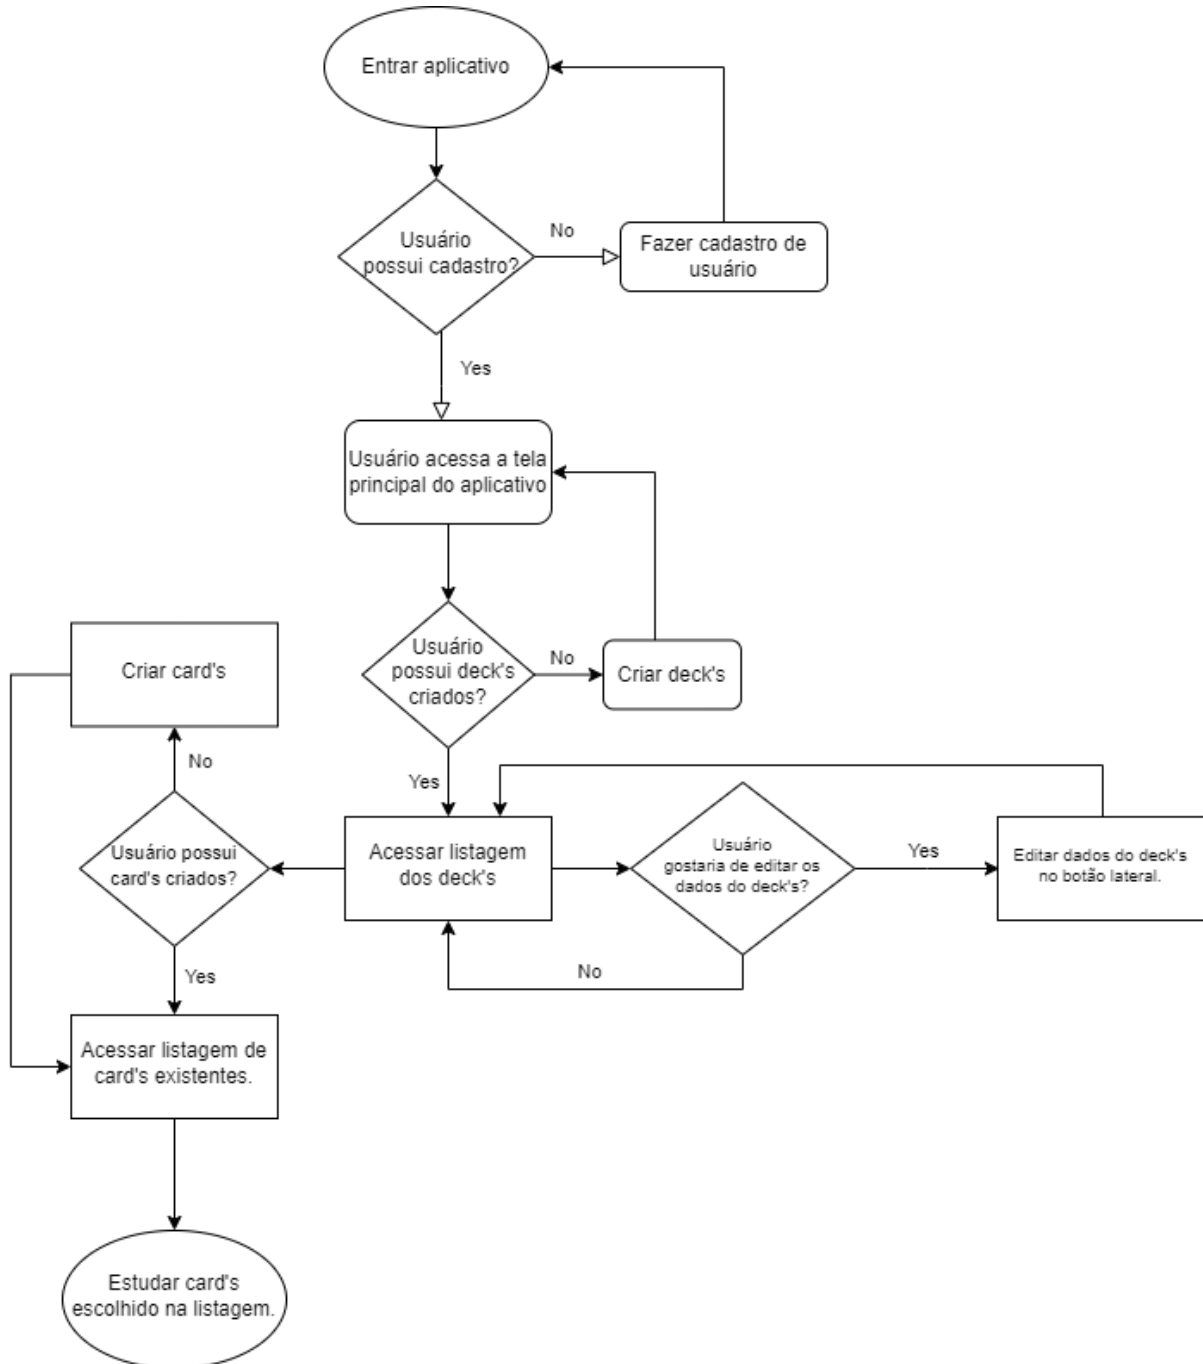 Entrar aplicativo
Usuário
possui cadastro?
No
Fazer cadastro de
usuário
Yes
Usuário acessa a tela
principal do aplicativo
Usuário
possui deck's
criados?
No
Criar deck's
Criar card's
No
Yes
Usuário possui
card's criados?
Acessar listagem
dos deck's
Usuário
gostaria de editar os
dados do deck's?
Yes
Editar dados do deck's
no botão lateral.
No
Yes
Acessar listagem de
card's existentes.
Estudar card's
escolhido na listagem.